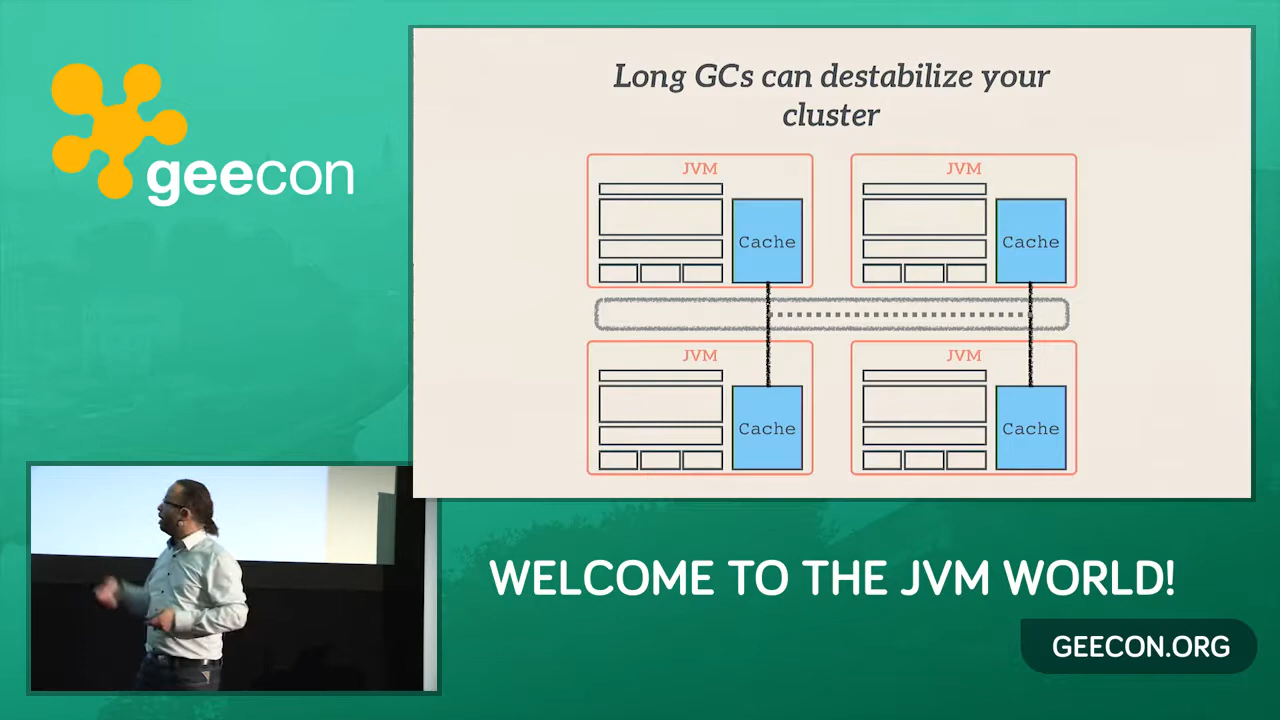 geecon
Long GCs can destabilize your
cluster
JVM
JVM
Cache
Cache
JVM
JVM
Cache
Cache
WELCOME TO THE JVM WORLD!
GEECON.ORG